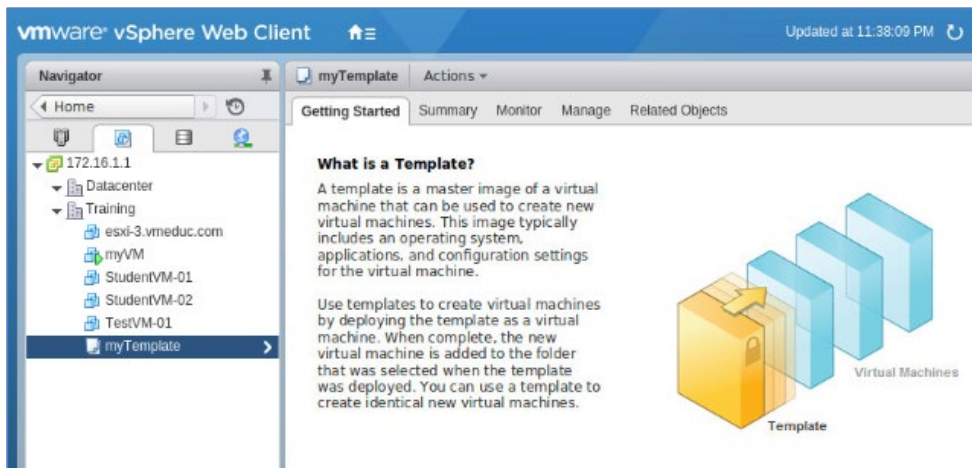 vmware® vSphere Web Client
Updated at 11:38:09 PM
Navigator
Home
172.16.1.1
Datacenter
Training
esxi-3.vmeduc.com
myVM
StudentVM-01
StudentVM-02
TestVM-01
myTemplate
myTemplate Actions
Getting Started Summary Monitor Manage Related Objects
What is a Template?
A template is a master image of a virtual
machine that can be used to create new
virtual machines. This image typically
includes an operating system,
applications, and configuration settings
for the virtual machine.
Use templates to create virtual machines
by deploying the template as a virtual
machine. When complete, the new
virtual machine is added to the folder
that was selected when the template
was deployed. You can use a template to
create identical new virtual machines.
Virtual Machines
Template